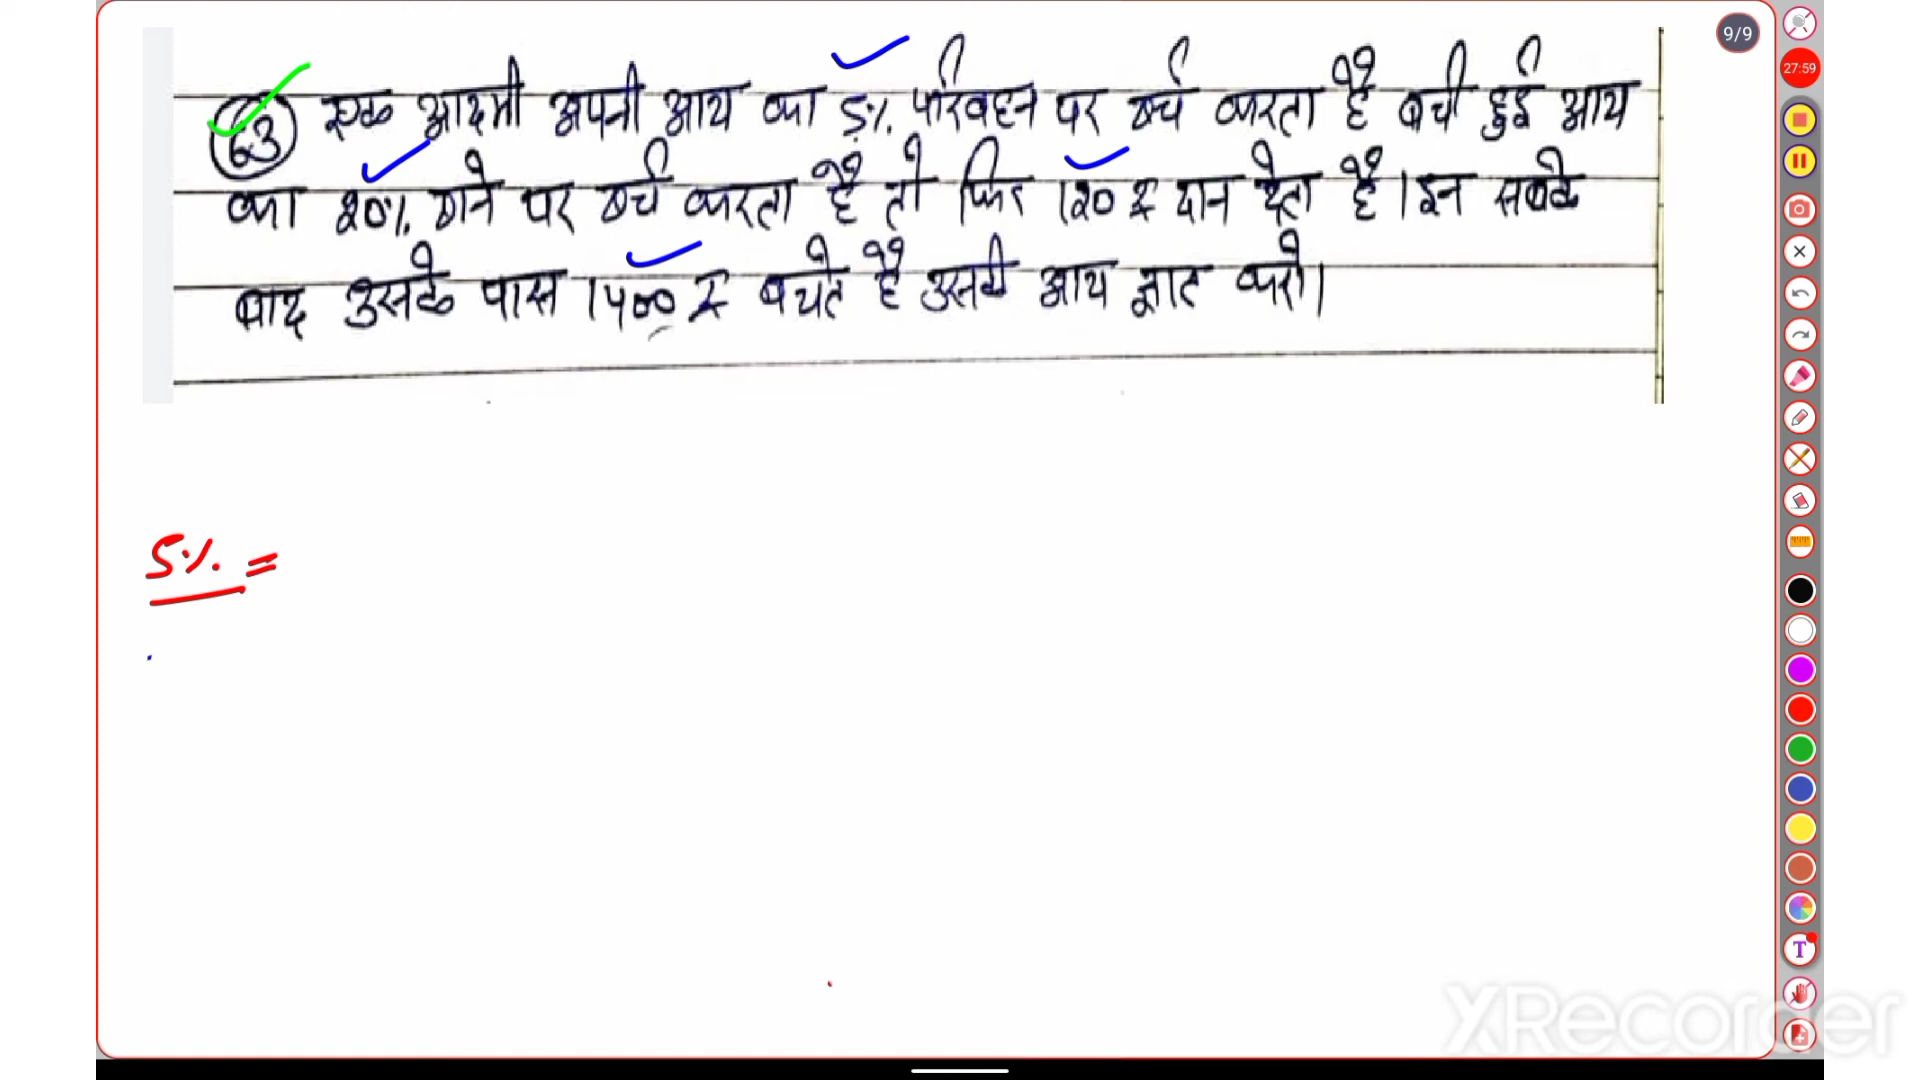 9/9
27:59
63 एक आदमी अपनी आय का 5%. परिवहन पर खर्च करता है बची हुई आय
का 20%. खाने पर खर्च करता है तो फिर 120 रु दान देता है। इन सबके
बाद उसके पास 1400 रु बचते है उसकी आय ज्ञात करो।
5%. =
T
XRecorder